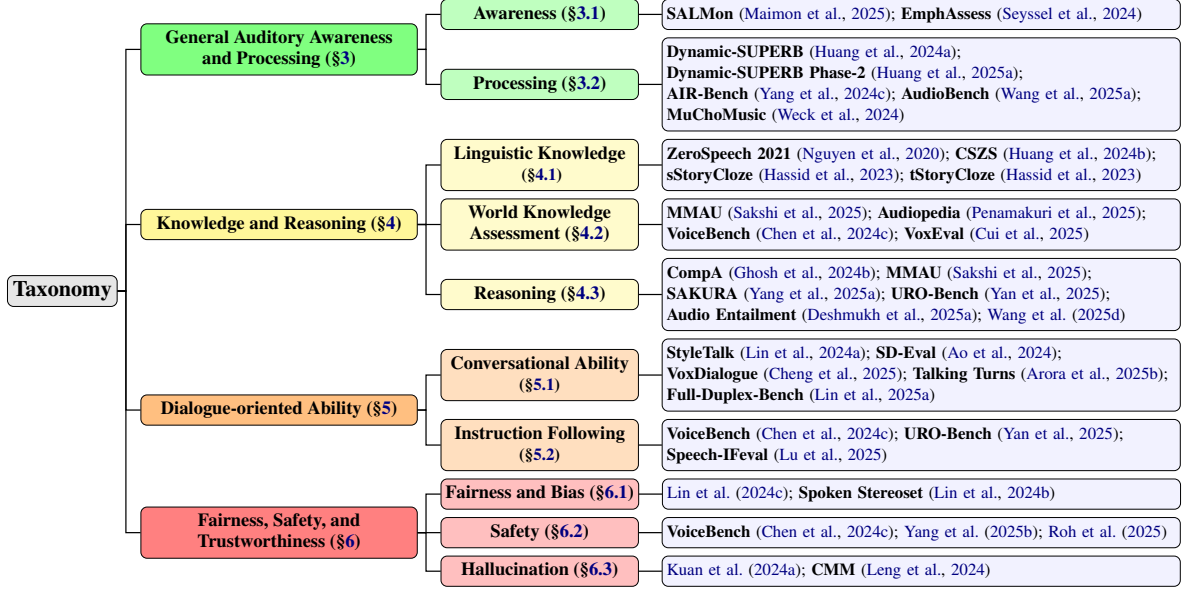 Taxonomy
General Auditory Awareness
and Processing (§3)
Awareness (§3.1)
SALMon (Maimon et al., 2025); EmphAssess (Seyssel et al., 2024)
Processing (§3.2)
Dynamic-SUPERB (Huang et al., 2024a);
Dynamic-SUPERB Phase-2 (Huang et al., 2025a);
AIR-Bench (Yang et al., 2024c); AudioBench (Wang et al., 2025a);
MuChoMusic (Weck et al., 2024)
Knowledge and Reasoning (§4)
Linguistic Knowledge
(§4.1)
ZeroSpeech 2021 (Nguyen et al., 2020); CSZS (Huang et al., 2024b);
sStoryCloze (Hassid et al., 2023); tStoryCloze (Hassid et al., 2023)
World Knowledge
Assessment (§4.2)
MMAU (Sakshi et al., 2025); Audiopedia (Penamakuri et al., 2025);
VoiceBench (Chen et al., 2024c); VoxEval (Cui et al., 2025)
Reasoning (§4.3)
CompA (Ghosh et al., 2024b); MMAU (Sakshi et al., 2025);
SAKURA (Yang et al., 2025a); URO-Bench (Yan et al., 2025);
Audio Entailment (Deshmukh et al., 2025a); Wang et al. (2025d)
Dialogue-oriented Ability (§5)
Conversational Ability
(§5.1)
StyleTalk (Lin et al., 2024a); SD-Eval (Ao et al., 2024);
VoxDialogue (Cheng et al., 2025); Talking Turns (Arora et al., 2025b);
Full-Duplex-Bench (Lin et al., 2025a)
Instruction Following
(§5.2)
VoiceBench (Chen et al., 2024c); URO-Bench (Yan et al., 2025);
Speech-IFeval (Lu et al., 2025)
Fairness, Safety, and
Trustworthiness (§6)
Fairness and Bias (§6.1)
Lin et al. (2024c); Spoken Stereoset (Lin et al., 2024b)
Safety (§6.2)
VoiceBench (Chen et al., 2024c); Yang et al. (2025b); Roh et al. (2025)
Hallucination (§6.3)
Kuan et al. (2024a); CMM (Leng et al., 2024)